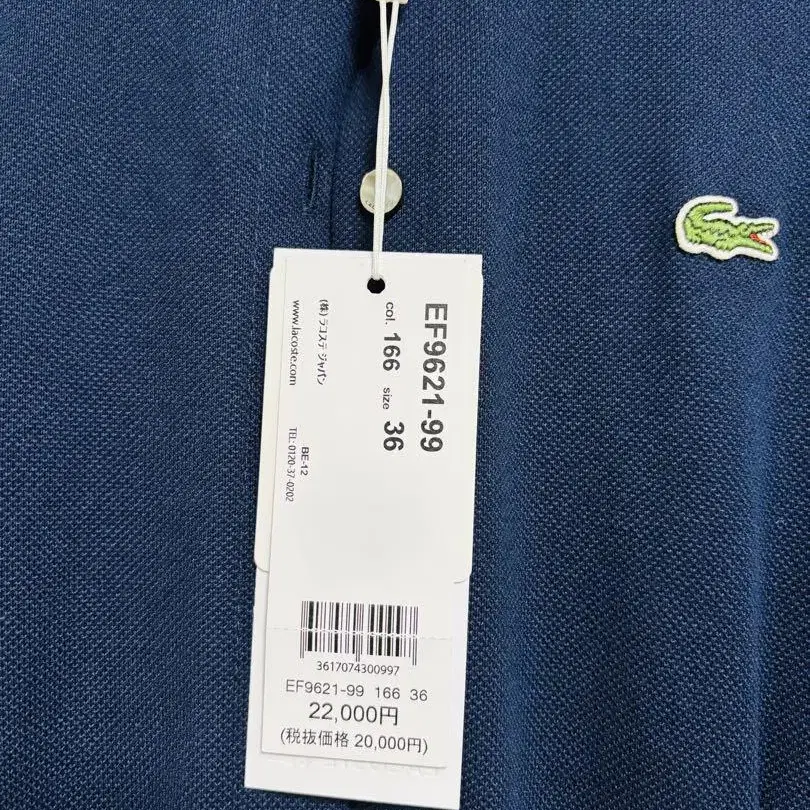 EF9621-99
col. 166 size 36
(株) ラコステ ジャパン
www.lacoste.com
BE-12
TEL: 0120-37-0202
3617074300997
EF9621-99 166 36
22,000円
(税抜価格 20,000円)